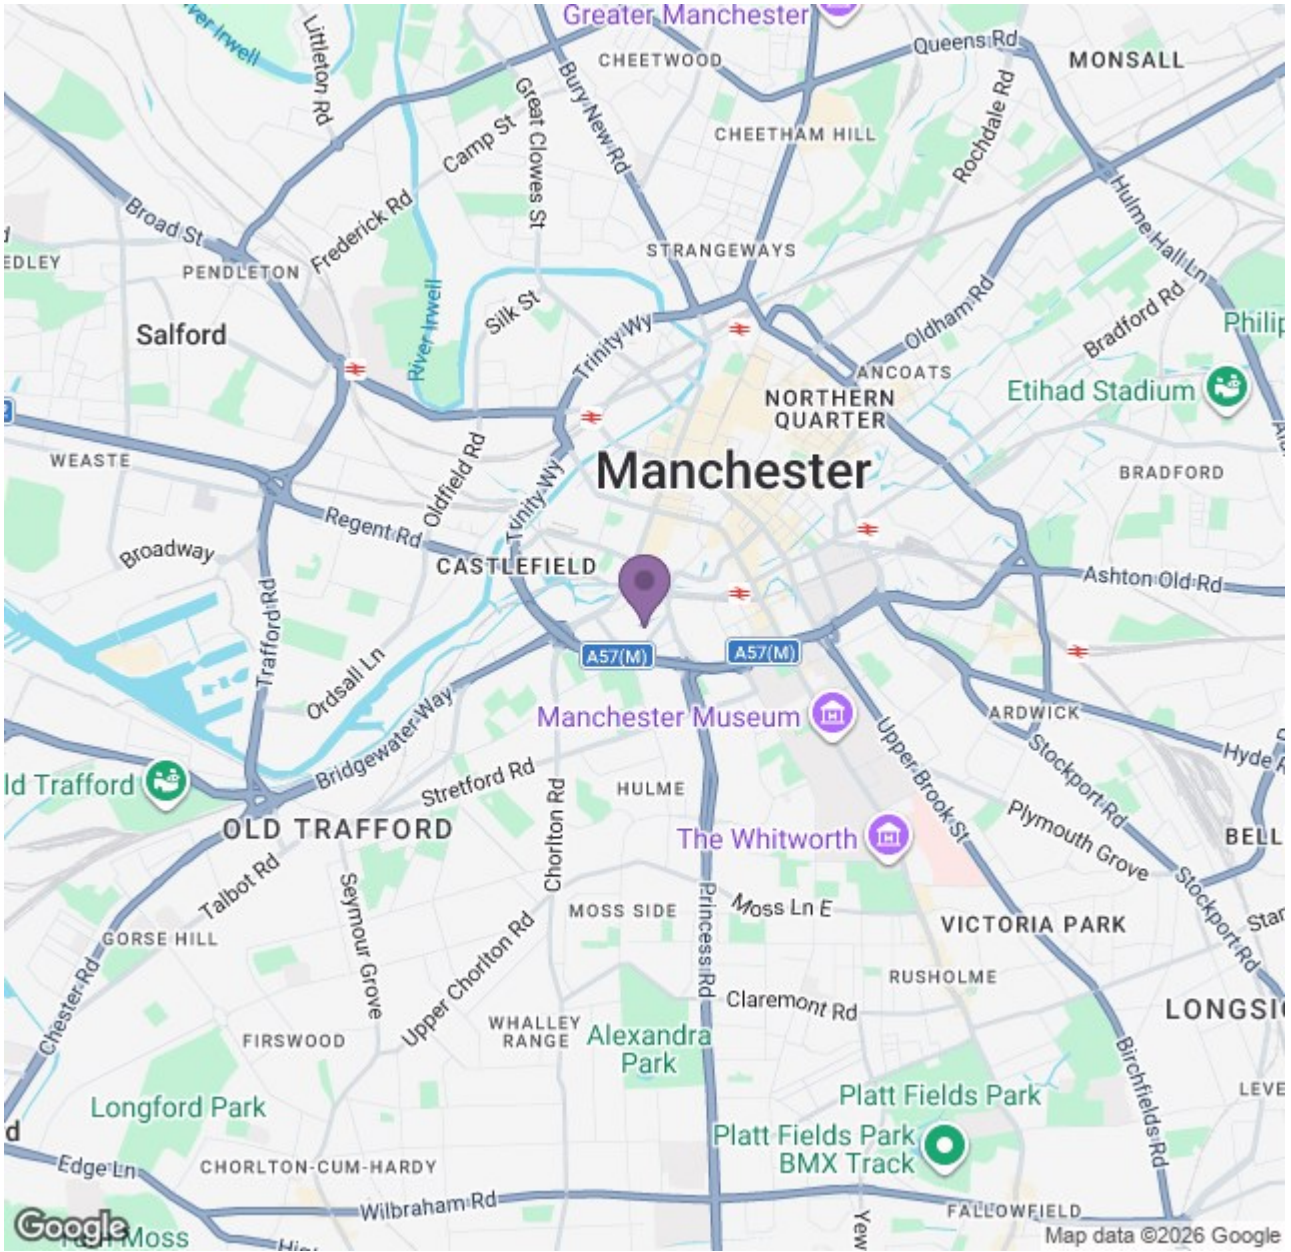 Greater Manchester
CHEETWOOD
Queens Rd
MONSALL
River Irwell
Littleton Rd
Bury New Rd
Great Clowes St
Camp St
CHEETHAM HILL
Rochdale Rd
Hulme Hall Ln
Broad St
Frederick Rd
STRANGEWAYS
EDLEY
PENDLETON
River Irwell
Silk St
Salford
Trinity Wy
Oldham Rd
Bradford Rd
Philip
ANCOATS
Etihad Stadium
NORTHERN
QUARTER
WEASTE
Oldfield Rd
Manchester
BRADFORD
Trinity Wy
Regent Rd
Broadway
CASTLEFIELD
Ashton Old Rd
Trafford Rd
A57(M)
A57(M)
Ordsall Ln
Bridgewater Way
Manchester Museum
ARDWICK
Upper Brook St
Stockport Rd
Hyde R
ld Trafford
Stretford Rd
HULME
Chorlton Rd
OLD TRAFFORD
The Whitworth
Plymouth Grove
BELL
Talbot Rd
Seymour Grove
MOSS SIDE
Princess Rd
Moss Ln E
VICTORIA PARK
Stockport Rd
Stan
GORSE HILL
Upper Chorlton Rd
RUSHOLME
Chester Rd
Claremont Rd
LONGSI
FIRSWOOD
WHALLEY
RANGE
Alexandra
Park
Birchfields Rd
LEVE
Longford Park
Platt Fields Park
d
Platt Fields Park
BMX Track
Edge Ln
CHORLTON-CUM-HARDY
Wilbraham Rd
FALLOWFIELD
Yew
Google
Moss
Map data ©2026 Google